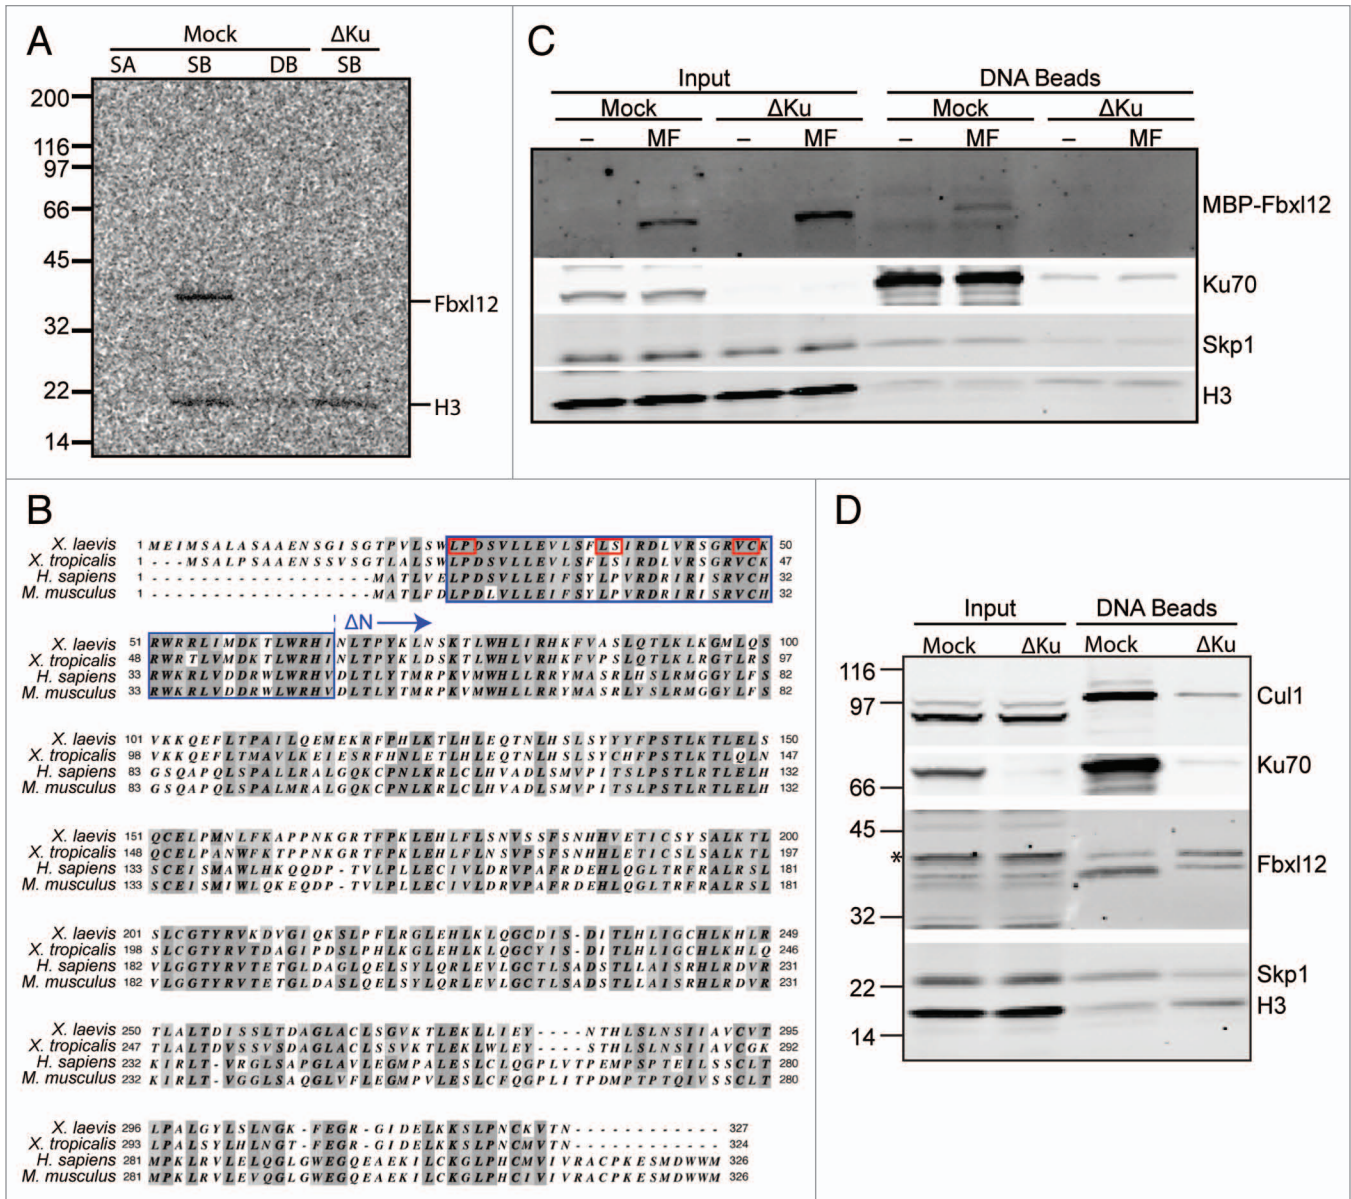 A
Mock ΔKu
SA SB DB SB
200
116
97
66
45
32
22
14
Fbxl12
H3
C
Input DNA Beads
Mock ΔKu Mock ΔKu
– MF – MF – MF – MF
MBP-Fbxl12
Ku70
Skp1
H3
B
X. laevis 1 MEIMSALASAAENSGISGTPVLSWLPDSVLLEVLSFLSIRDLVRSGRVCK 50
X. tropicalis 1 ---MSALPSAAENSSVSGTALSWLPDSVLLEVLSFLSIRDLVRSGRVCK 47
H. sapiens 1 ------------------MATLVELPDSVLLEIFSYLPVRDRIRISRVCH 32
M. musculus 1 ------------------MATLFDLPDLVLLEIFSYLPVRDRIRISRVCH 32
ΔN
X. laevis 51 RWRRLIMDKTLWRHINLTPYKLNSKTLWHLIRHKFVASLQTLKLKGMLQS 100
X. tropicalis 48 RWRTLVMDKTLWRHINLTPYKLDSKTLWHLVRHKFVPSLQTLKLRGTLRS 97
H. sapiens 33 RWKRLVDDRWLWRHVDLTLYTMRPKVMWHLLRRYMASRLHSLRMGGYLFS 82
M. musculus 33 RWKRLVDDRWLWRHVDLTLYTMRPKVMWHLLRRYMASRLYSLRMGGYLFS 82
X. laevis 101 VKKQEFLTPAILQEMEKRFPHLKTLHLEQTNLHSLSYYYFPSTLKTLELS 150
X. tropicalis 98 VKKQEFLTMAVLKEIESRFHNLETLHLEQTNLHSLSYCHFPSTLKTLQLN 147
H. sapiens 83 GSQAPQLSPALLRALGQKCPNLKRLCLHVADLSMVPITSLPSTLRTLELH 132
M. musculus 83 GSQAPQLSPALMRALGQKCPNLKRLCLHVADLSMVPITSLPSTLRTLELH 132
X. laevis 151 QCELPMNLFKAPPNKGRTFPKLEHLFLSNVSSFSNHHVETICSYSALKTL 200
X. tropicalis 148 QCELPANWFKTPPNKGRTFPKLEHLFLNSVPSFSNHHLETICSLSALKTL 197
H. sapiens 133 SCEISMAWLHKQQDP-TVLPLLECIVLDRVPAFRDEHLQGLTRFRALRSL 181
M. musculus 133 SCEISMIWLQKEQDP-TVLPLLECIVLDRVPAFRDEHLQGLTRFRALRSL 181
X. laevis 201 SLCGTYRVKDVGIQKSLPFLRGLEHLKLQGCDIS-DITLHLIGCHLKHLR 249
X. tropicalis 198 SLCGTYRVTDAGIPDSLPHLKGLEHLKLQGCYIS-DITLHLIGCHLKHLQ 246
H. sapiens 182 VLGGTYRVTETGLDAGLQELSYLQRLEVLGCTLSADSTLLAISRHLRDVR 231
M. musculus 182 VLGGTYRVTETGLDASLQELSYLQRLEVLGCTLSADSTLLAISRHLRDVR 231
X. laevis 250 TLALTDISSLTDAGLACLSGVKTLEKLLIEY----NTHLSLNSIIAVCVT 295
X. tropicalis 247 TLALTDVSSVSDAGLACLSSVKTLEKLWLEY----STHLSLNSIIAVCGK 292
H. sapiens 232 KIRLT-VRGLSAPGLAVLEGMPALESLCLQGPLVTPEMPSPTEILSSCLT 280
M. musculus 232 KIRLT-VGGLSAQGLVFLEGMPVLESLCFQGPLITPDMPTPTQIVSSCLT 280
X. laevis 296 LPALGYLSLNGK-FEGR-GIDELKKSLPNCKVTN------------ 327
X. tropicalis 293 LPALSYLHLNGT-FEGR-GIDELKKSLPNCMVTN------------ 324
H. sapiens 281 MPKLRVLELQGLGWEGQEAEKILCKGLPHCMVIVRACPKESMDWWM 326
M. musculus 281 MPKLRVLEVQGLGWEGQEAEKILCKGLPHCIVIVRACPKESMDWWM 326
D
Input DNA Beads
Mock ΔKu Mock ΔKu
116
97
66
45
*
32
22
14
Cul1
Ku70
Fbxl12
Skp1
H3